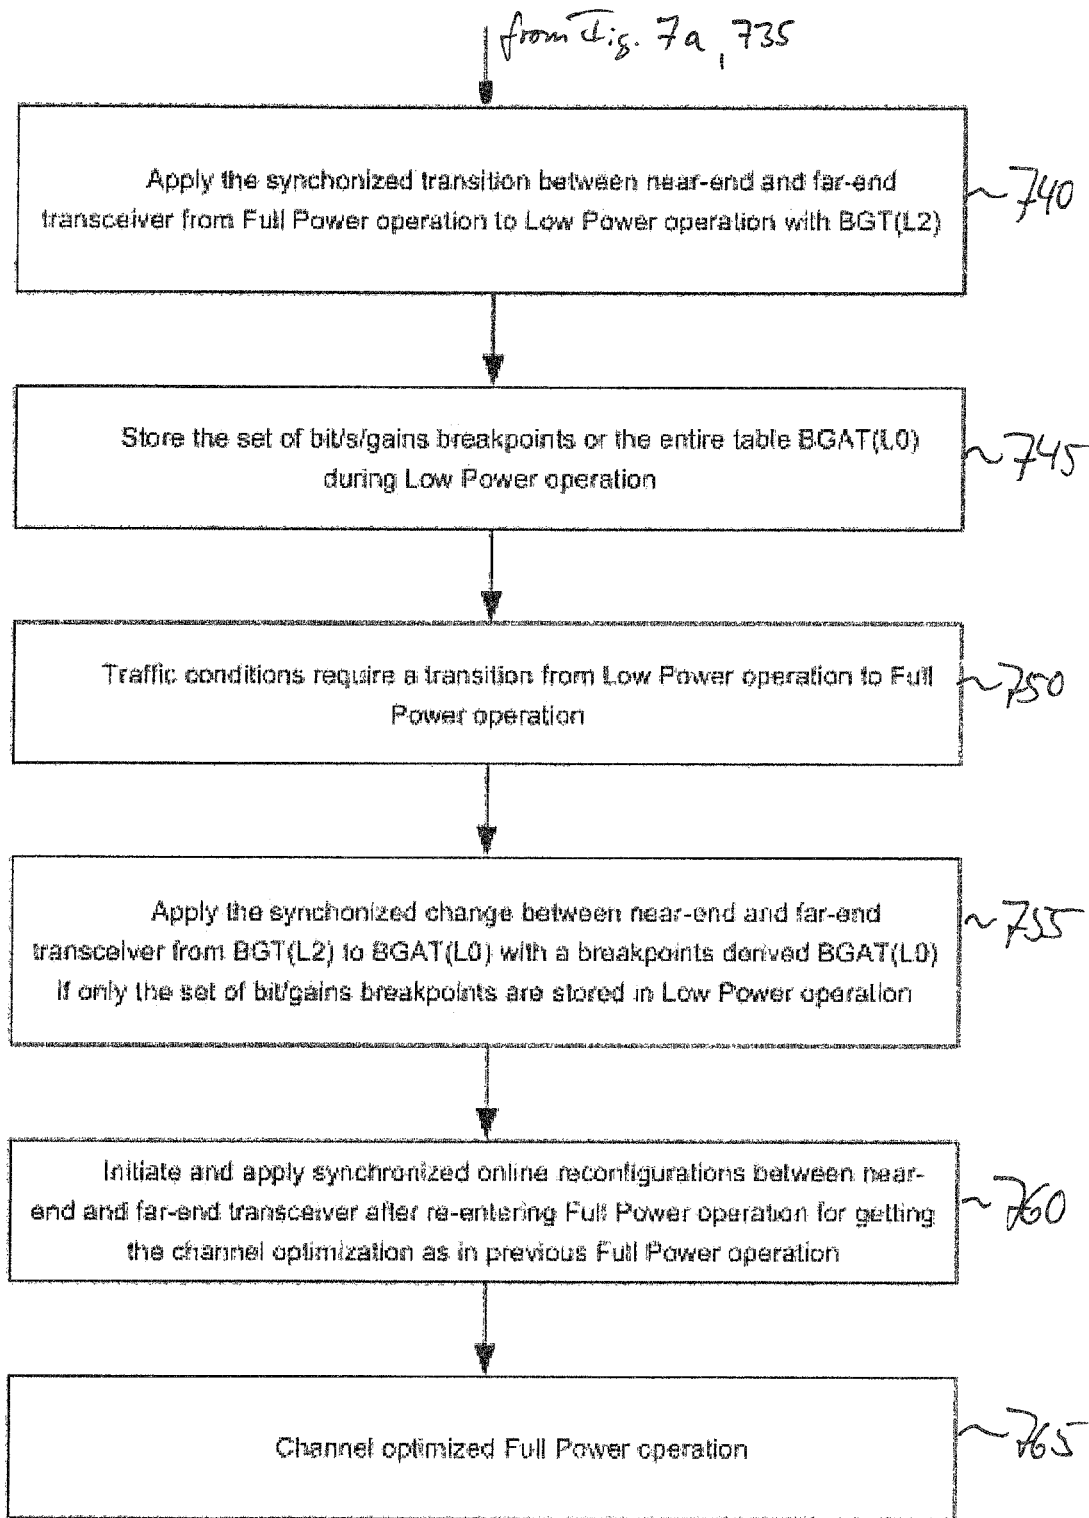 from Fig. 7a, 735
Apply the synchonized transition between near-end and far-end
transceiver from Full Power operation to Low Power operation with BGT(L2)
~740
Store the set of bit/s/gains breakpoints or the entire table BGAT(L0)
during Low Power operation
~745
Traffic conditions require a transition from Low Power operation to Full
Power operation
~750
Apply the synchonized change between near-end and far-end
transceiver from BGT(L2) to BGAT(L0) with a breakpoints derived BGAT(L0)
if only the set of bit/gains breakpoints are stored in Low Power operation
~755
Initiate and apply synchronized online reconfigurations between near-
end and far-end transceiver after re-entering Full Power operation for getting
the channel optimization as in previous Full Power operation
~760
Channel optimized Full Power operation
~765